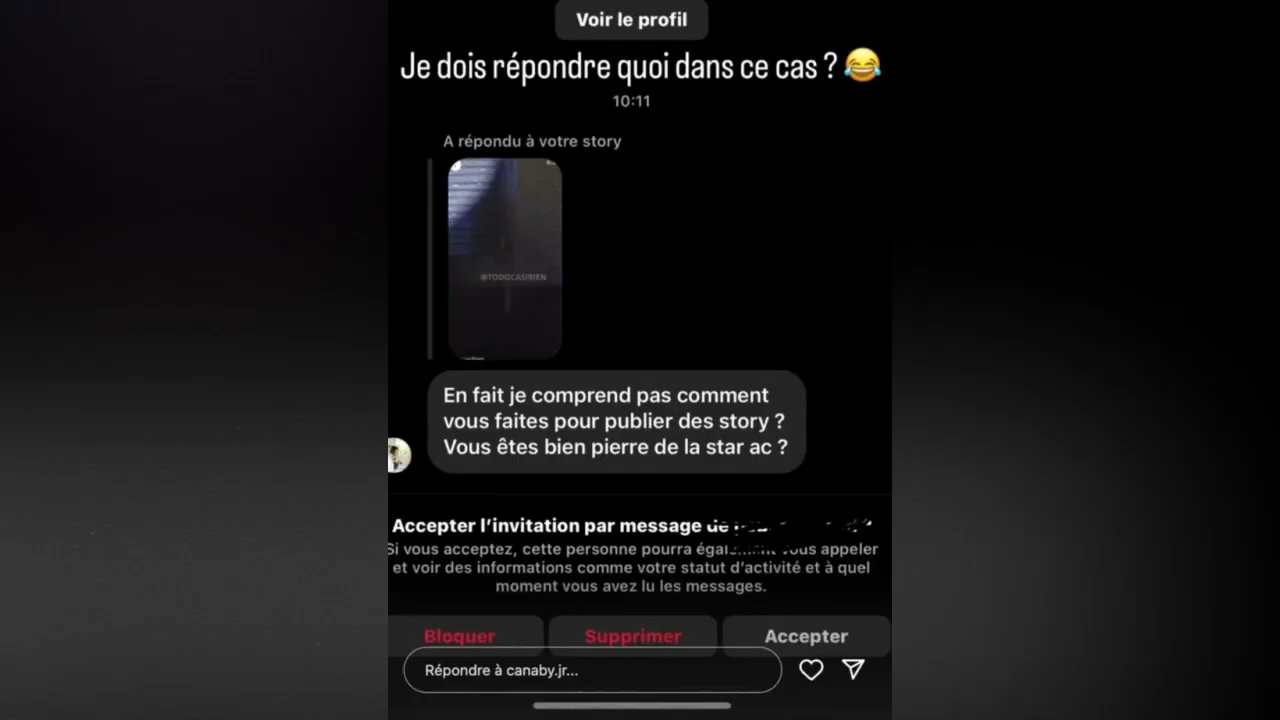 Voir le profil
Je dois répondre quoi dans ce cas ? 😂
10:11
A répondu à votre story
@TODOCASIBIEN
En fait je comprend pas comment
vous faites pour publier des story ?
Vous êtes bien pierre de la star ac ?
Accepter l’invitation par message de
Si vous acceptez, cette personne pourra également vous appeler
et voir des informations comme votre statut d’activité et à quel
moment vous avez lu les messages.
Bloquer
Supprimer
Accepter
Répondre à canaby.jr...